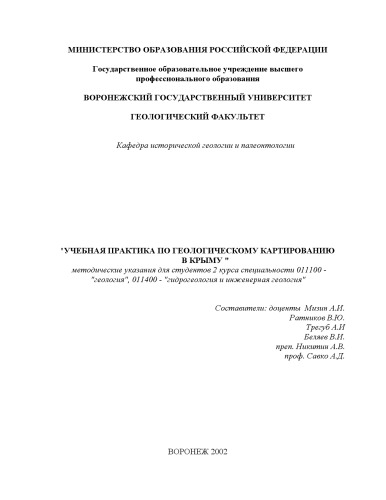 МИНИСТЕРСТВО ОБРАЗОВАНИЯ РОССИЙСКОЙ ФЕДЕРАЦИИ
Государственное образовательное учреждение высшего
профессионального образования
ВОРОНЕЖСКИЙ ГОСУДАРСТВЕННЫЙ УНИВЕРСИТЕТ
ГЕОЛОГИЧЕСКИЙ ФАКУЛЬТЕТ
Кафедра исторической геологии и палеонтологии
"УЧЕБНАЯ ПРАКТИКА ПО ГЕОЛОГИЧЕСКОМУ КАРТИРОВАНИЮ
В КРЫМУ "
методические указания для студентов 2 курса специальности 011100 -
"геология", 011400 - "гидрогеология и инженерная геология"
Составители: доценты Мизин А.И.
Ратников В.Ю.
Трегуб А.И
Беляев В.И.
преп. Никитин А.В.
проф. Савко А.Д.
ВОРОНЕЖ 2002